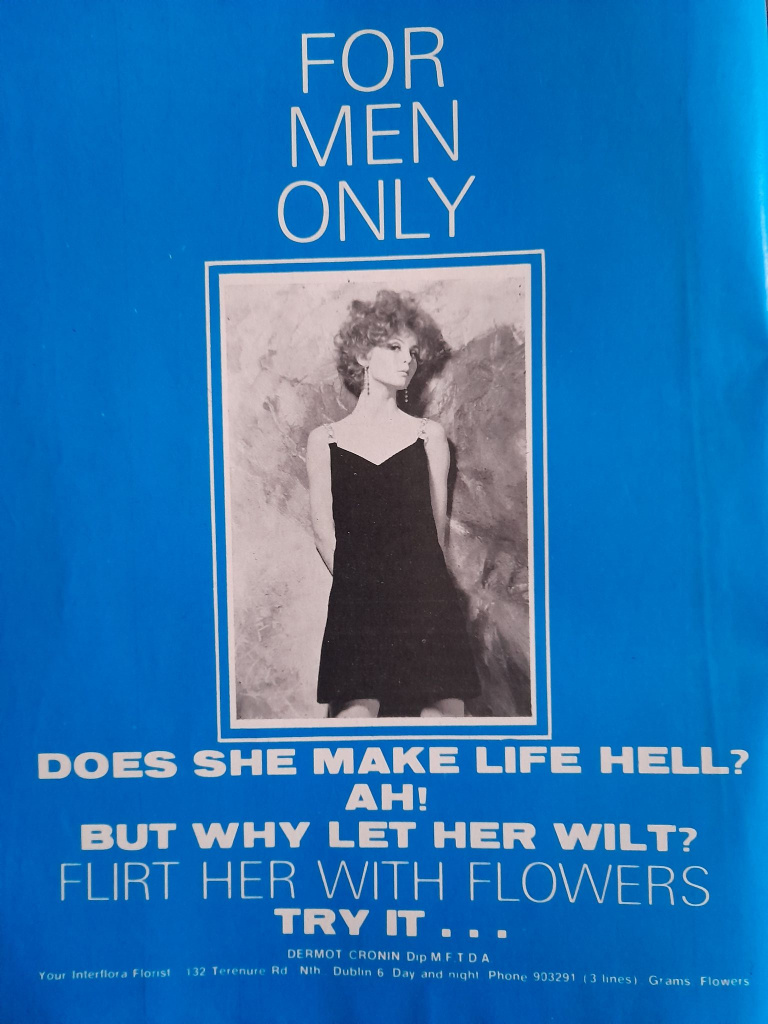 FOR
MEN
ONLY
DOES SHE MAKE LIFE HELL?
AH!
BUT WHY LET HER WILT?
FLIRT HER WITH FLOWERS
TRY IT . . .
DERMOT CRONIN Dip M F T D A
Your Interflora Florist 132 Terenure Rd Nth Dublin 6 Day and night Phone 903291 (3 lines) Grams Flowers